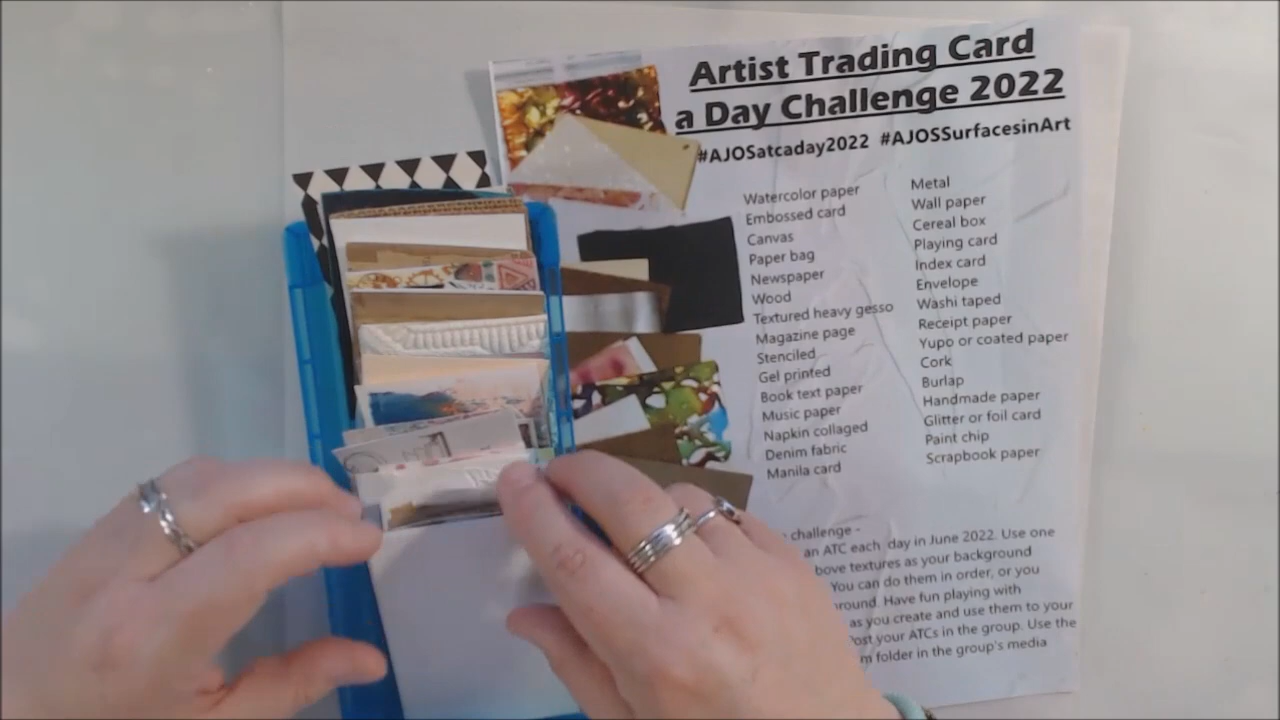 Artist Trading Card
a Day Challenge 2022
#AJOSatcaday2022 #AJOSSurfacesinArt
Watercolor paper
Embossed card
Canvas
Paper bag
Newspaper
Wood
Textured heavy gesso
Magazine page
Stenciled
Gel printed
Book text paper
Music paper
Napkin collaged
Denim fabric
Manila card
Metal
Wall paper
Cereal box
Playing card
Index card
Envelope
Washi taped
Receipt paper
Yupo or coated paper
Cork
Burlap
Handmade paper
Glitter or foil card
Paint chip
Scrapbook paper
challenge -
an ATC each day in June 2022. Use one
bove textures as your background
You can do them in order, or you
round. Have fun playing with
as you create and use them to your
Post your ATCs in the group. Use the
m folder in the group's media